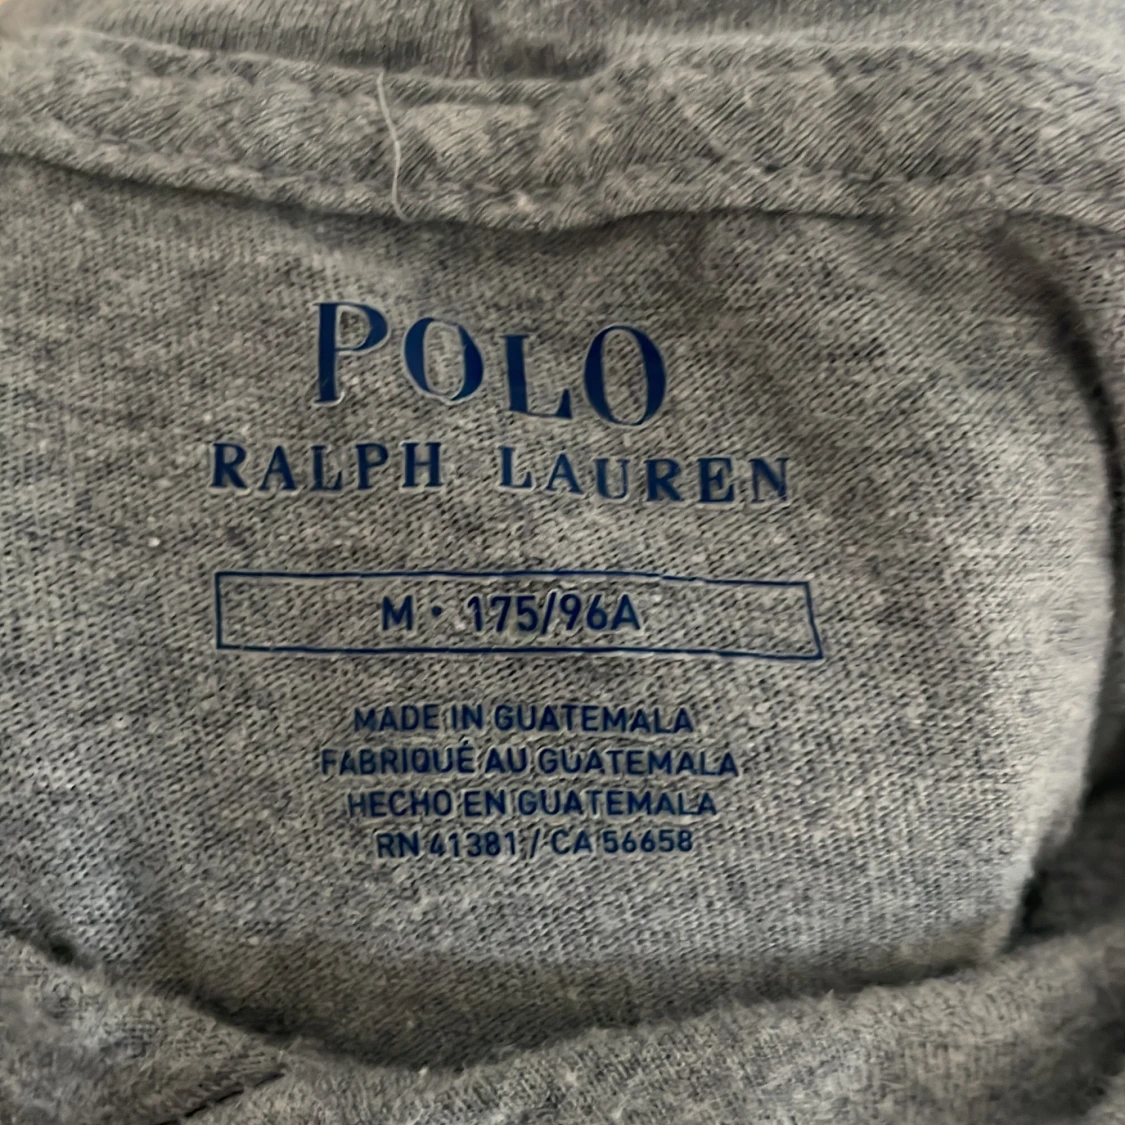 POLO
RALPH LAUREN
M • 175/96A
MADE IN GUATEMALA
FABRIQUÉ AU GUATEMALA
HECHO EN GUATEMALA
RN 41381 / CA 56658